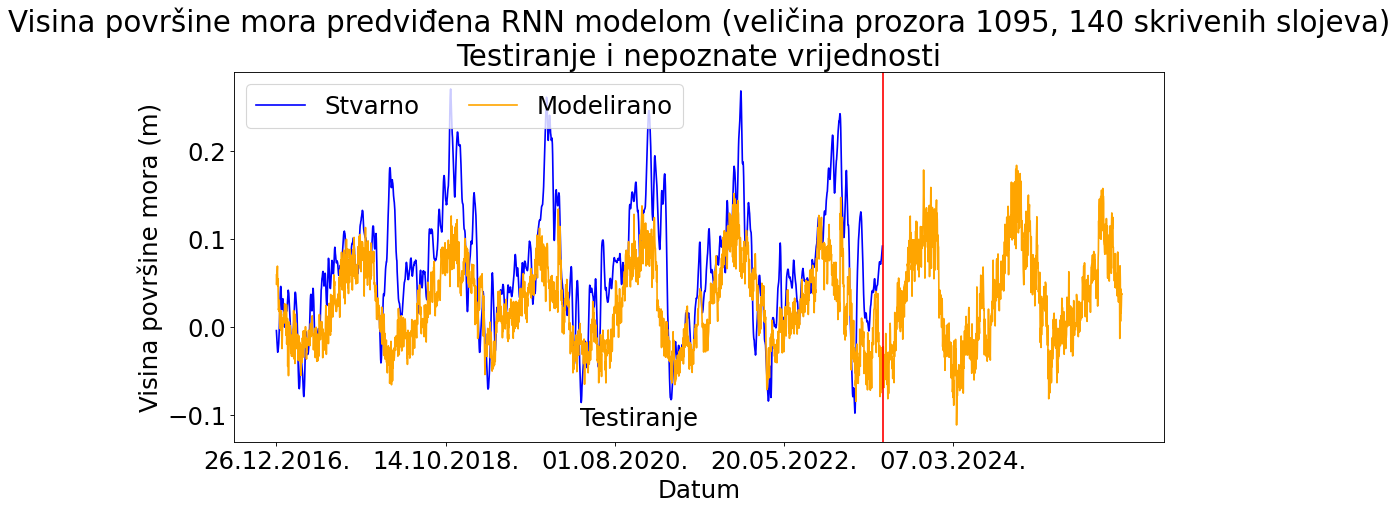 Visina površine mora predviđena RNN modelom (veličina prozora 1095, 140 skrivenih slojeva)
Testiranje i nepoznate vrijednosti
Stvarno
Modelirano
Visina površine mora (m)
0.2
0.1
0.0
−0.1
Testiranje
26.12.2016.
14.10.2018.
01.08.2020.
20.05.2022.
07.03.2024.
Datum